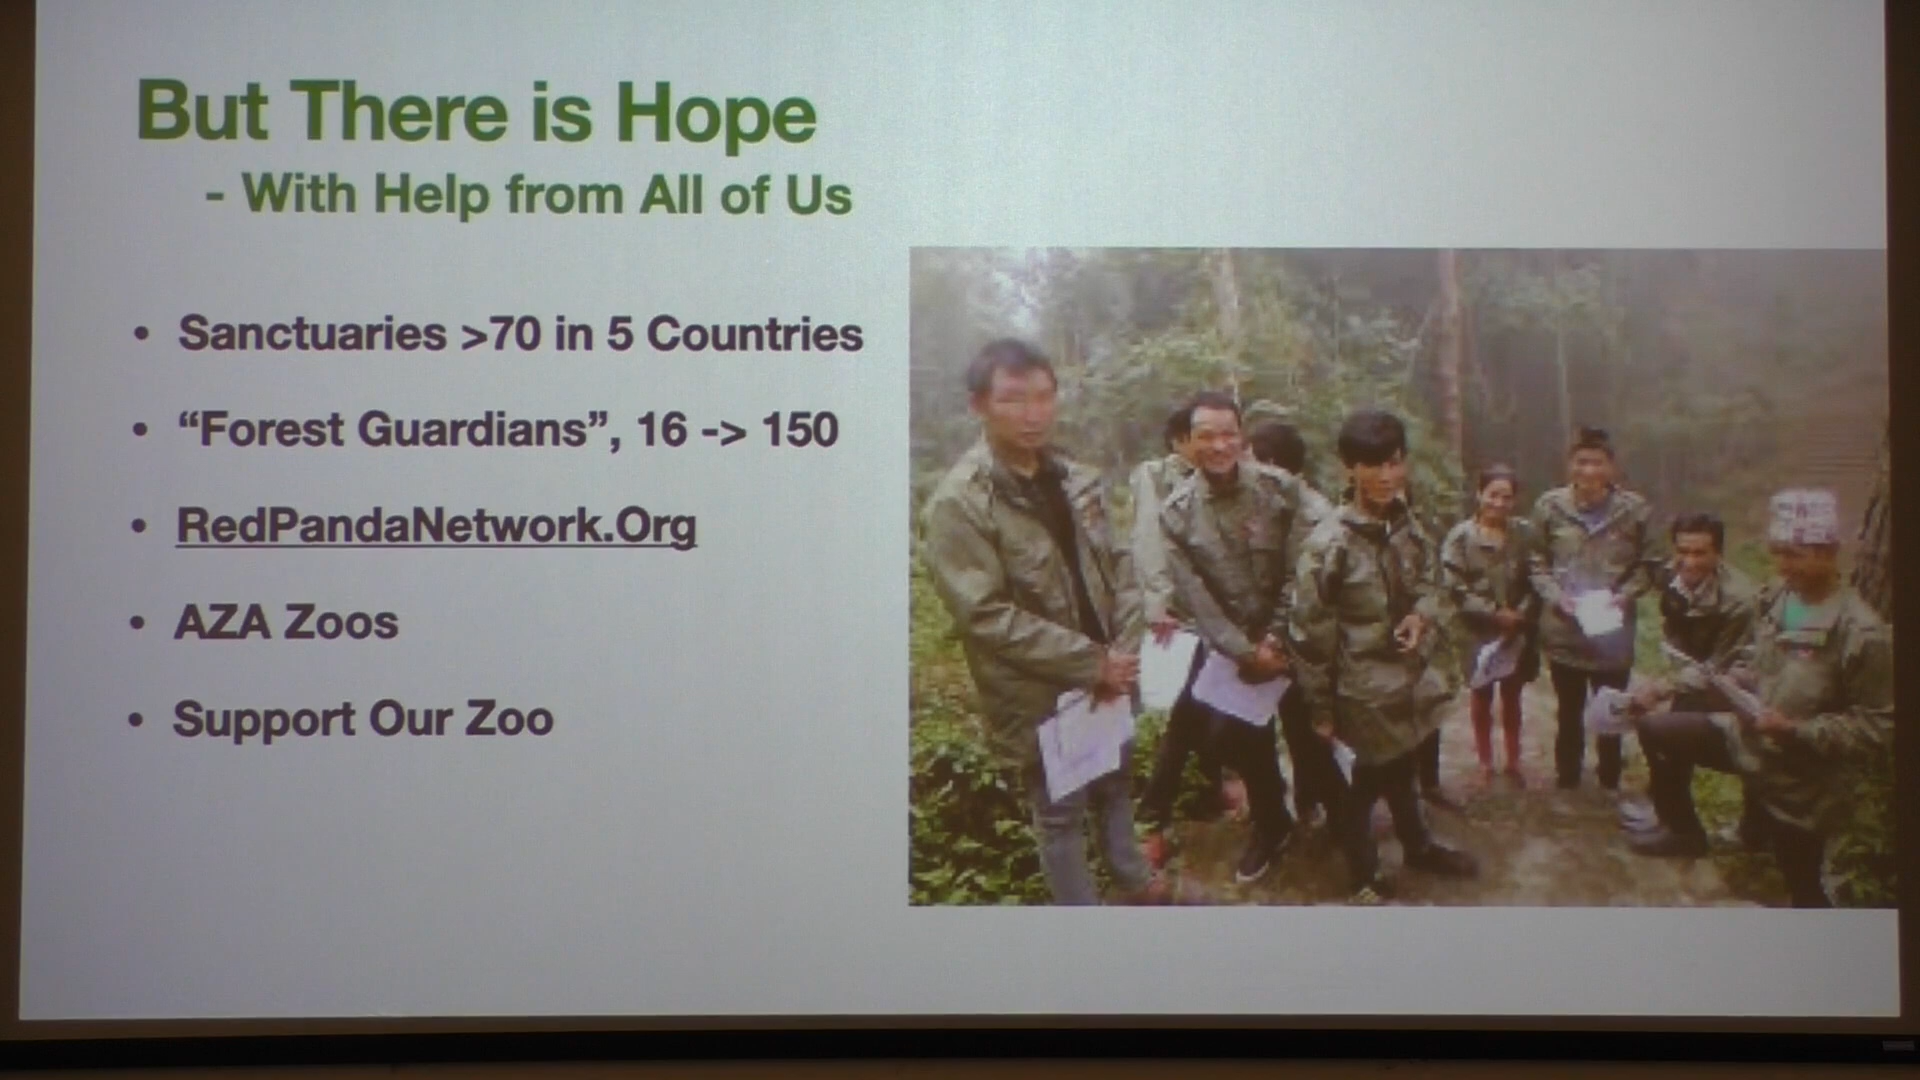 But There is Hope
- With Help from All of Us
• Sanctuaries >70 in 5 Countries
• “Forest Guardians”, 16 -> 150
• RedPandaNetwork.Org
• AZA Zoos
• Support Our Zoo